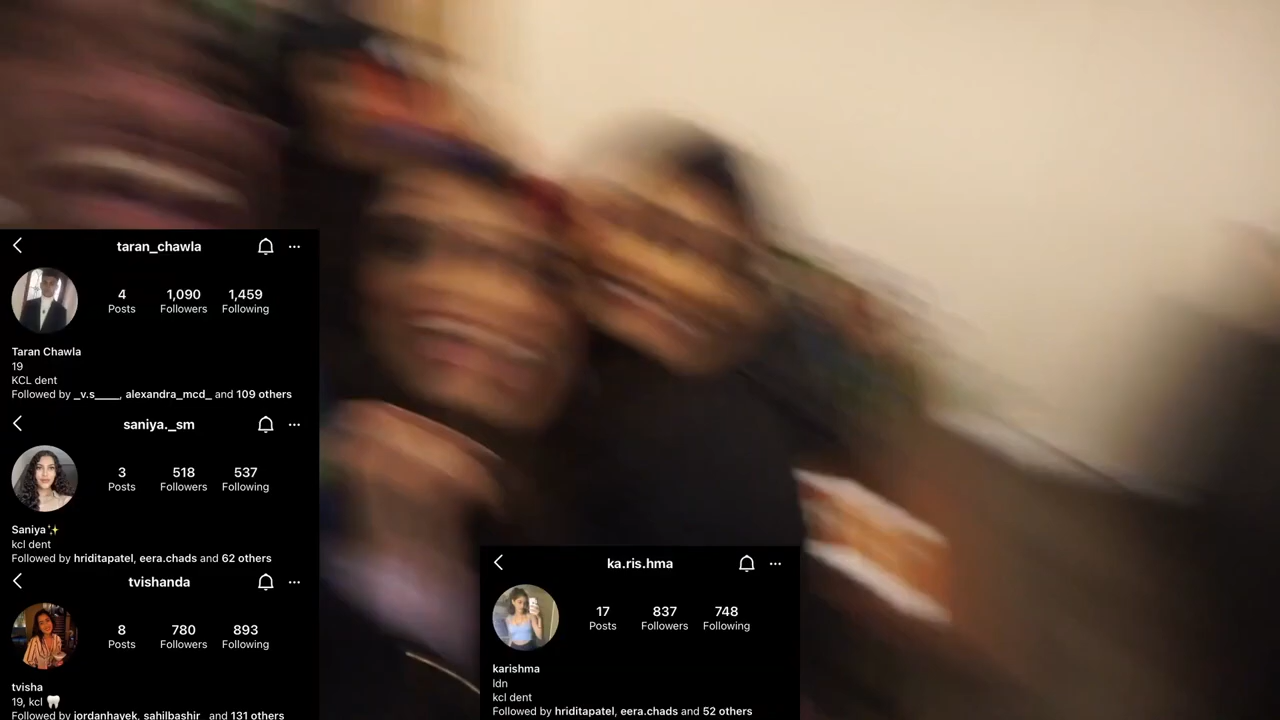 taran_chawla
4 1,090 1,459
Posts Followers Following
Taran Chawla
19
KCL dent
Followed by _v.s____, alexandra_mcd_ and 109 others
saniya._sm
3 518 537
Posts Followers Following
Saniya✨
kcl dent
Followed by hriditapatel, eera.chads and 62 others
tvishanda
8 780 893
Posts Followers Following
tvisha
19, kcl 🦷
Followed by jordanhayek, sahilbashir_ and 131 others
ka.ris.hma
17 837 748
Posts Followers Following
karishma
ldn
kcl dent
Followed by hriditapatel, eera.chads and 52 others